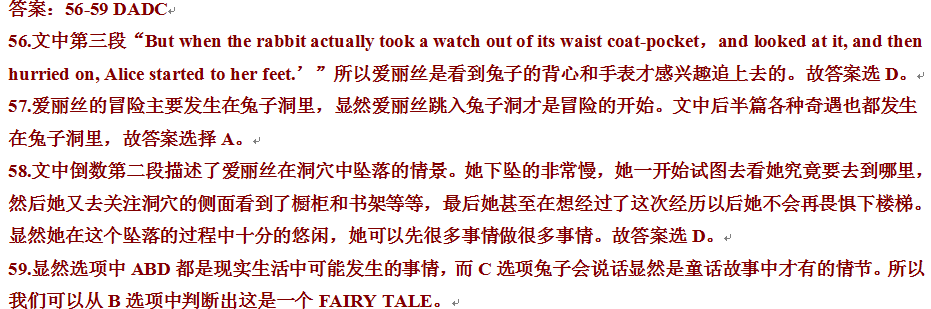 答案：56-59 DADC
56.文中第三段“But when the rabbit actually took a watch out of its waist coat-pocket，and looked at it, and then
hurried on, Alice started to her feet.’ ”所以爱丽丝是看到兔子的背心和手表才感兴趣追上去的。故答案选 D。
57.爱丽丝的冒险主要发生在兔子洞里，显然爱丽丝跳入兔子洞才是冒险的开始。文中后半篇各种奇遇也都发生
在兔子洞里，故答案选择 A。
58.文中倒数第二段描述了爱丽丝在洞穴中坠落的情景。她下坠的非常慢，她一开始试图去看她究竟要去到哪里，
然后她又去关注洞穴的侧面看到了橱柜和书架等等，最后她甚至在想经过了这次经历以后她不会再畏惧下楼梯。
显然她在这个坠落的过程中十分的悠闲，她可以先很多事情做很多事情。故答案选 D。
59.显然选项中 ABD 都是现实生活中可能发生的事情，而 C 选项兔子会说话显然是童话故事中才有的情节。所以
我们可以从 B 选项中判断出这是一个 FAIRY TALE。